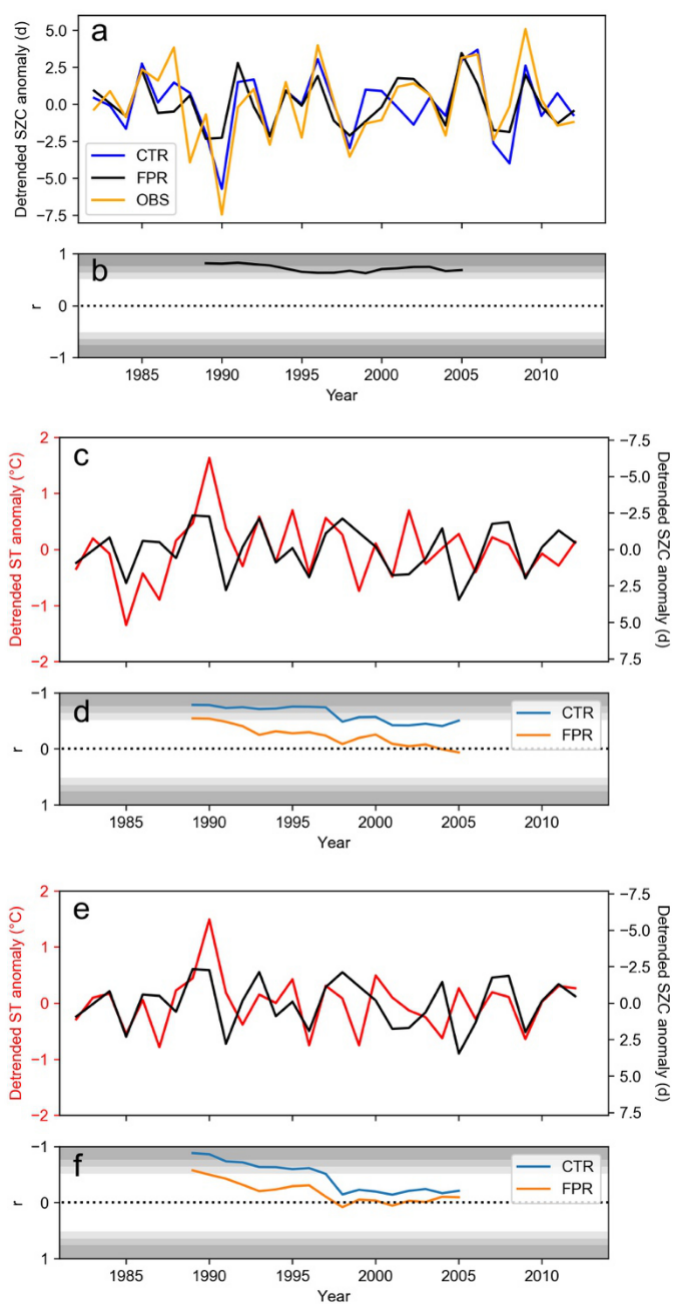 a
Detrended SZC anomaly (d)
5.0
2.5
0.0
−2.5
−5.0
−7.5
CTR
FPR
OBS
b
r
1
0
−1
1985 1990 1995 2000 2005 2010
Year
c
Detrended ST anomaly (°C)
2
1
0
−1
−2
Detrended SZC anomaly (d)
−7.5
−5.0
−2.5
0.0
2.5
5.0
7.5
d
r
−1
0
1
CTR
FPR
1985 1990 1995 2000 2005 2010
Year
e
Detrended ST anomaly (°C)
2
1
0
−1
−2
Detrended SZC anomaly (d)
−7.5
−5.0
−2.5
0.0
2.5
5.0
7.5
f
r
−1
0
1
CTR
FPR
1985 1990 1995 2000 2005 2010
Year